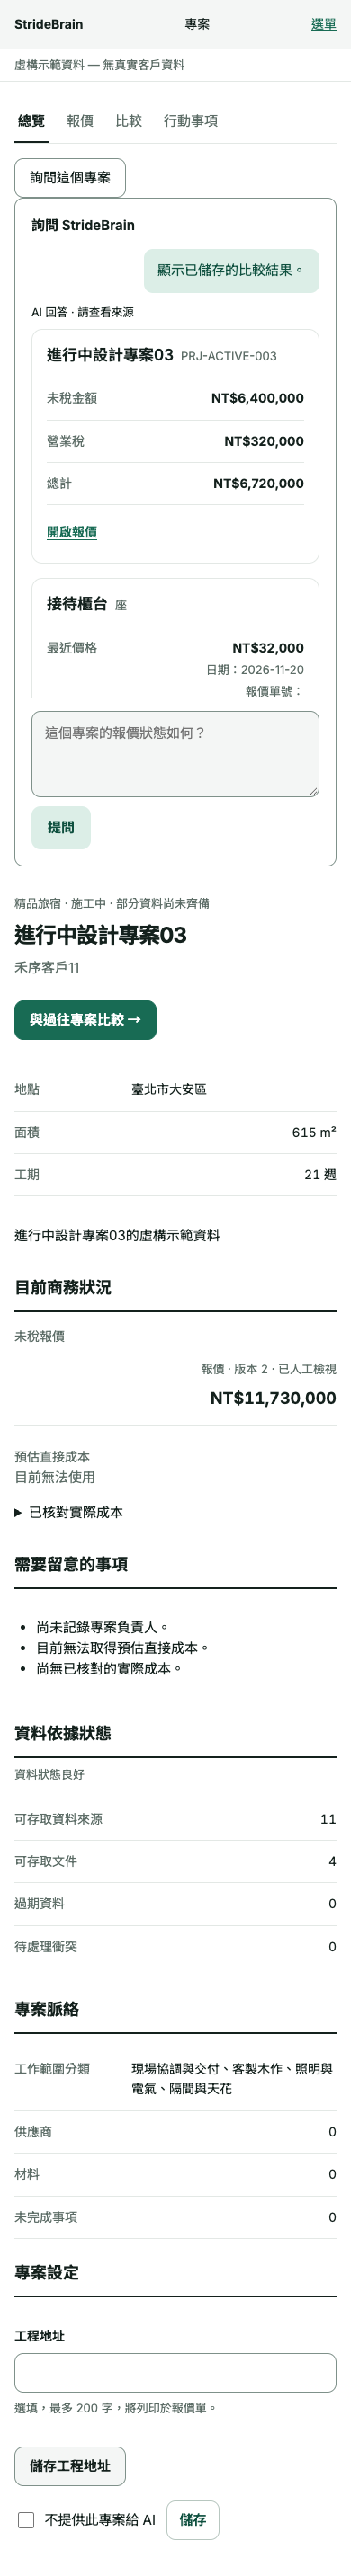 StrideBrain 專案 選單
虛構示範資料 — 無真實客戶資料
總覽 報價 比較 行動事項
詢問這個專案
詢問 StrideBrain
顯示已儲存的比較結果。
AI 回答 · 請查看來源
進行中設計專案03 PRJ-ACTIVE-003
未稅金額 NT$6,400,000
營業稅 NT$320,000
總計 NT$6,720,000
開啟報價
接待櫃台 座
最近價格 NT$32,000
日期：2026-11-20
報價單號：
這個專案的報價狀態如何？
提問
精品旅宿 · 施工中 · 部分資料尚未齊備
進行中設計專案03
禾序客戶11
與過往專案比較 →
地點 臺北市大安區
面積 615 m²
工期 21 週
進行中設計專案03的虛構示範資料
目前商務狀況
未稅報價
報價 · 版本 2 · 已人工檢視
NT$11,730,000
預估直接成本
目前無法使用
▶ 已核對實際成本
需要留意的事項
• 尚未記錄專案負責人。
• 目前無法取得預估直接成本。
• 尚無已核對的實際成本。
資料依據狀態
資料狀態良好
可存取資料來源 11
可存取文件 4
過期資料 0
待處理衝突 0
專案脈絡
工作範圍分類 現場協調與交付、客製木作、照明與
電氣、隔間與天花
供應商 0
材料 0
未完成事項 0
專案設定
工程地址
選填，最多 200 字，將列印於報價單。
儲存工程地址
不提供此專案給 AI 儲存